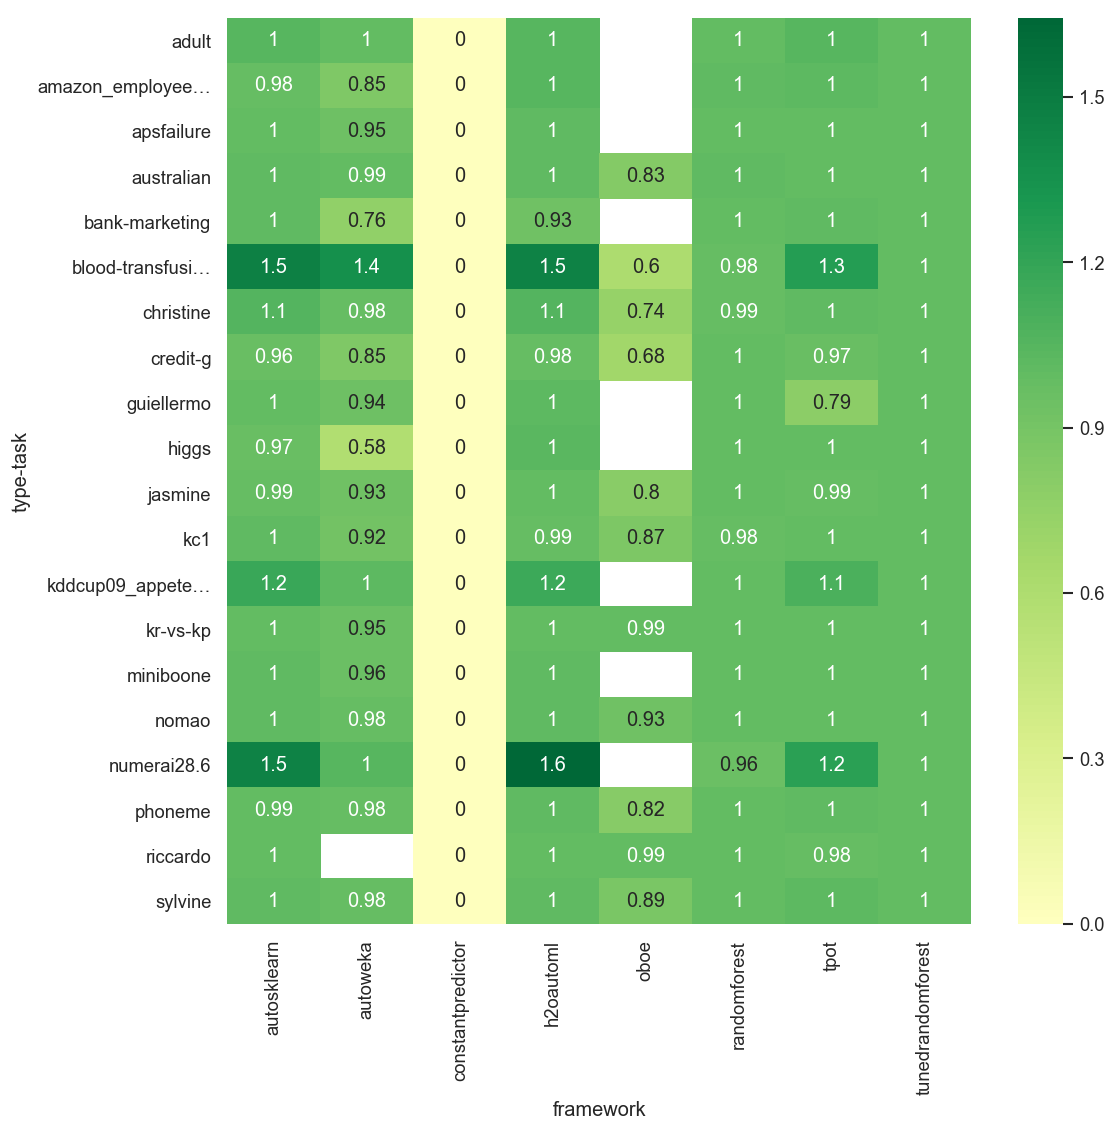 adult 1 1 0 1 1 1 1
amazon_employee… 0.98 0.85 0 1 1 1 1
apsfailure 1 0.95 0 1 1 1 1
australian 1 0.99 0 1 0.83 1 1 1
bank-marketing 1 0.76 0 0.93 1 1 1
blood-transfusi… 1.5 1.4 0 1.5 0.6 0.98 1.3 1
christine 1.1 0.98 0 1.1 0.74 0.99 1 1
credit-g 0.96 0.85 0 0.98 0.68 1 0.97 1
guiellermo 1 0.94 0 1 1 0.79 1
higgs 0.97 0.58 0 1 1 1 1
jasmine 0.99 0.93 0 1 0.8 1 0.99 1
kc1 1 0.92 0 0.99 0.87 0.98 1 1
kddcup09_appete… 1.2 1 0 1.2 1 1.1 1
kr-vs-kp 1 0.95 0 1 0.99 1 1 1
miniboone 1 0.96 0 1 1 1 1
nomao 1 0.98 0 1 0.93 1 1 1
numerai28.6 1.5 1 0 1.6 0.96 1.2 1
phoneme 0.99 0.98 0 1 0.82 1 1 1
riccardo 1 0 1 0.99 1 0.98 1
sylvine 1 0.98 0 1 0.89 1 1 1
type-task
autosklearn
autoweka
constantpredictor
h2oautoml
oboe
randomforest
tpot
tunedrandomforest
framework
1.5
1.2
0.9
0.6
0.3
0.0